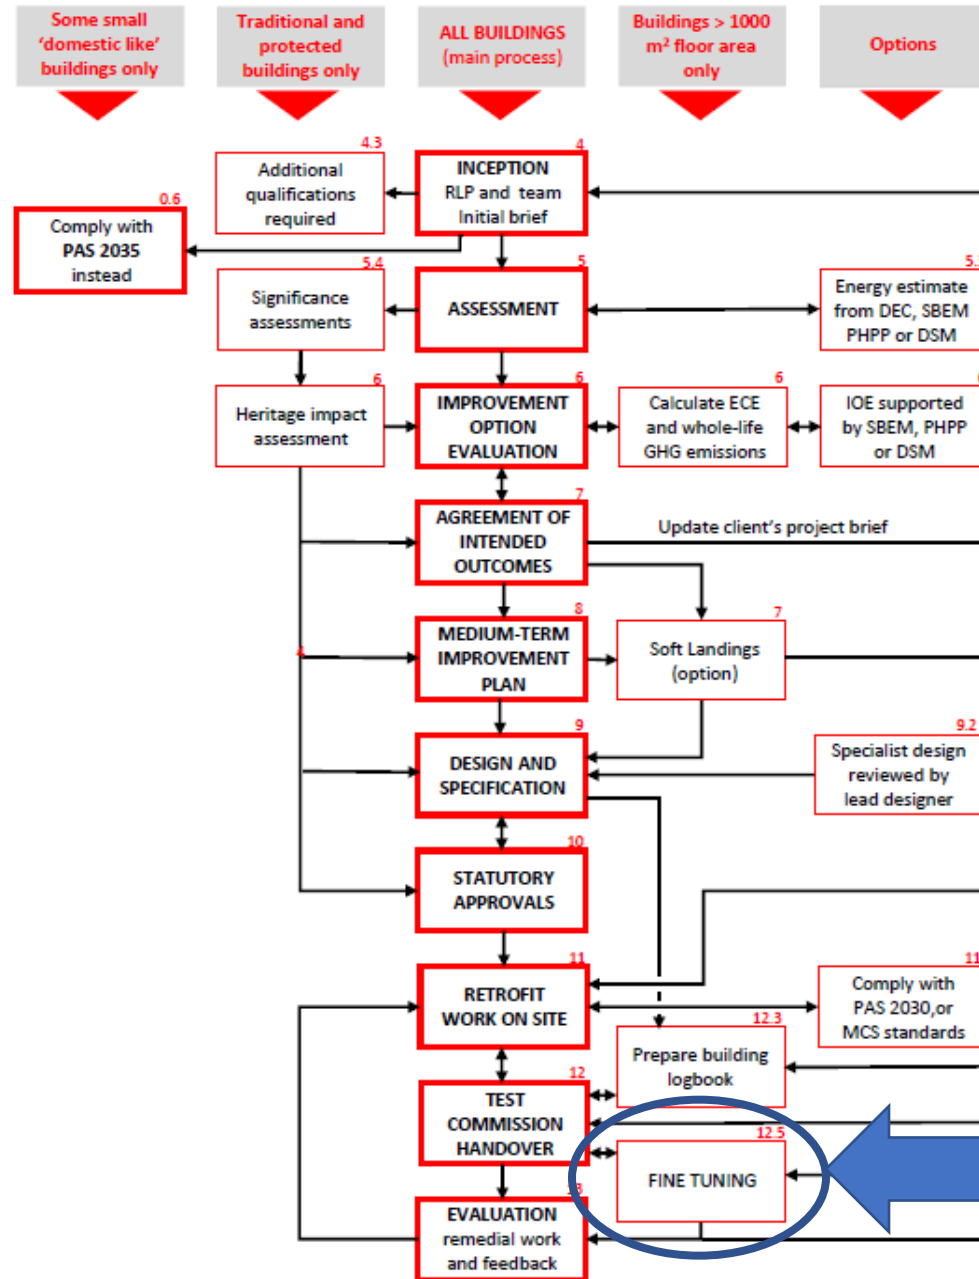 Some small
‘domestic like’
buildings only
Traditional and
protected
buildings only
ALL BUILDINGS
(main process)
Buildings > 1000
m² floor area
only
Options
4.3
Additional
qualifications
required
4
INCEPTION
RLP and team
Initial brief
0.6
Comply with
PAS 2035
instead
5.4
Significance
assessments
5
ASSESSMENT
Energy estimate
from DEC, SBEM
PHPP or DSM
6
Heritage impact
assessment
6
IMPROVEMENT
OPTION
EVALUATION
6
Calculate ECE
and whole-life
GHG emissions
IOE supported
by SBEM, PHPP
or DSM
7
AGREEMENT OF
INTENDED
OUTCOMES
Update client’s project brief
8
MEDIUM-TERM
IMPROVEMENT
PLAN
7
Soft Landings
(option)
4
9
DESIGN AND
SPECIFICATION
9.2
Specialist design
reviewed by
lead designer
10
STATUTORY
APPROVALS
11
RETROFIT
WORK ON SITE
11
Comply with
PAS 2030,or
MCS standards
12.3
Prepare building
logbook
12
TEST
COMMISSION
HANDOVER
12.5
FINE TUNING
13
EVALUATION
remedial work
and feedback